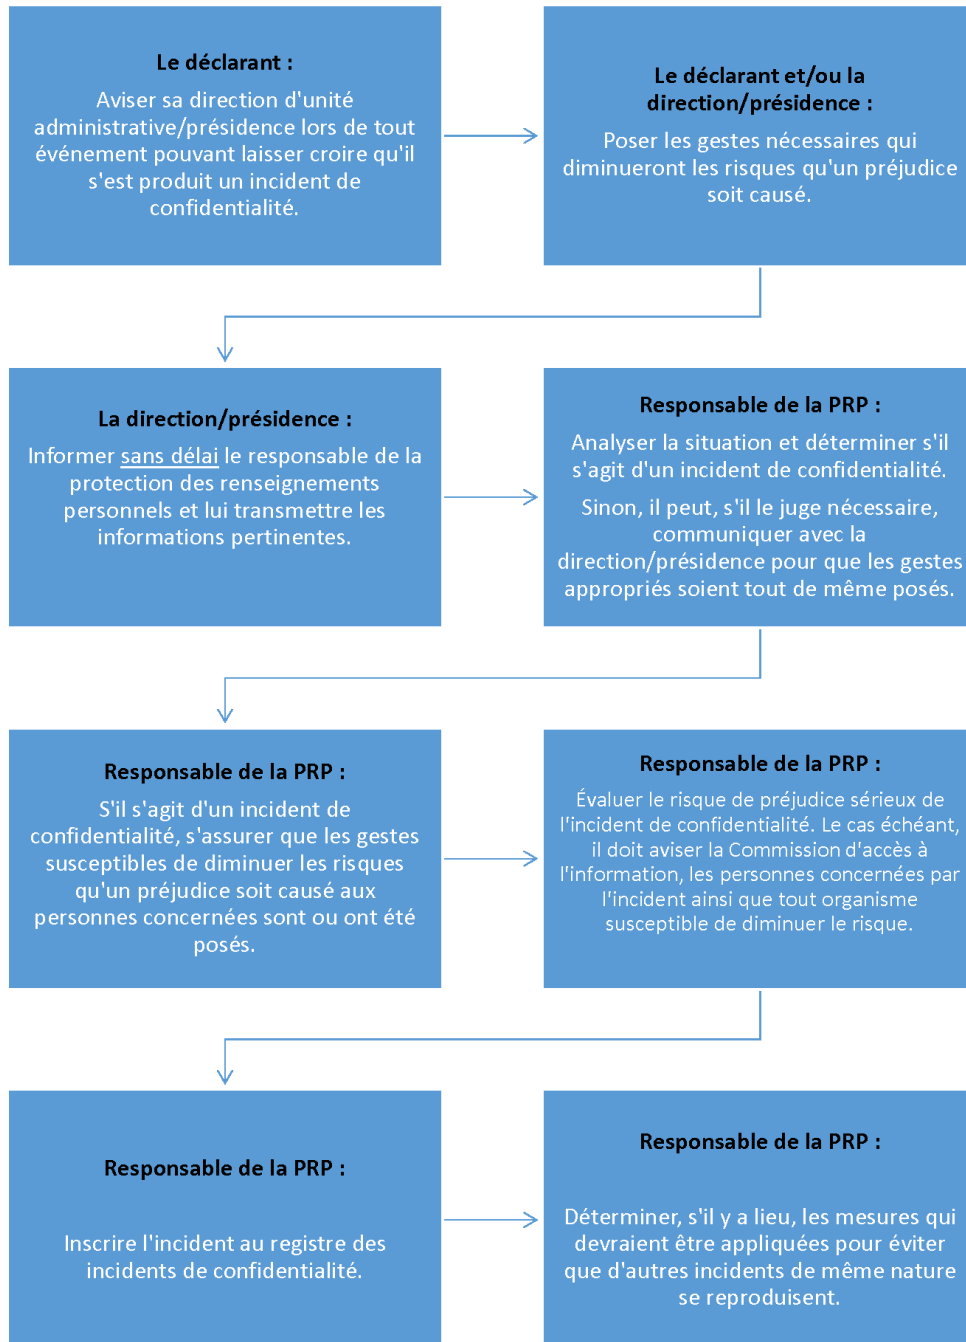 Le déclarant :
Aviser sa direction d'unité
administrative/présidence lors de tout
événement pouvant laisser croire qu'il
s'est produit un incident de
confidentialité.
Le déclarant et/ou la
direction/présidence :
Poser les gestes nécessaires qui
diminueront les risques qu'un préjudice
soit causé.
La direction/présidence :
Informer sans délai le responsable de la
protection des renseignements
personnels et lui transmettre les
informations pertinentes.
Responsable de la PRP :
Analyser la situation et déterminer s'il
s'agit d'un incident de confidentialité.
Sinon, il peut, s'il le juge nécessaire,
communiquer avec la
direction/présidence pour que les gestes
appropriés soient tout de même posés.
Responsable de la PRP :
S'il s'agit d'un incident de
confidentialité, s'assurer que les gestes
susceptibles de diminuer les risques
qu'un préjudice soit causé aux
personnes concernées sont ou ont été
posés.
Responsable de la PRP :
Évaluer le risque de préjudice sérieux de
l'incident de confidentialité. Le cas échéant,
il doit aviser la Commission d'accès à
l'information, les personnes concernées par
l'incident ainsi que tout organisme
susceptible de diminuer le risque.
Responsable de la PRP :
Inscrire l'incident au registre des
incidents de confidentialité.
Responsable de la PRP :
Déterminer, s'il y a lieu, les mesures qui
devraient être appliquées pour éviter
que d'autres incidents de même nature
se reproduisent.